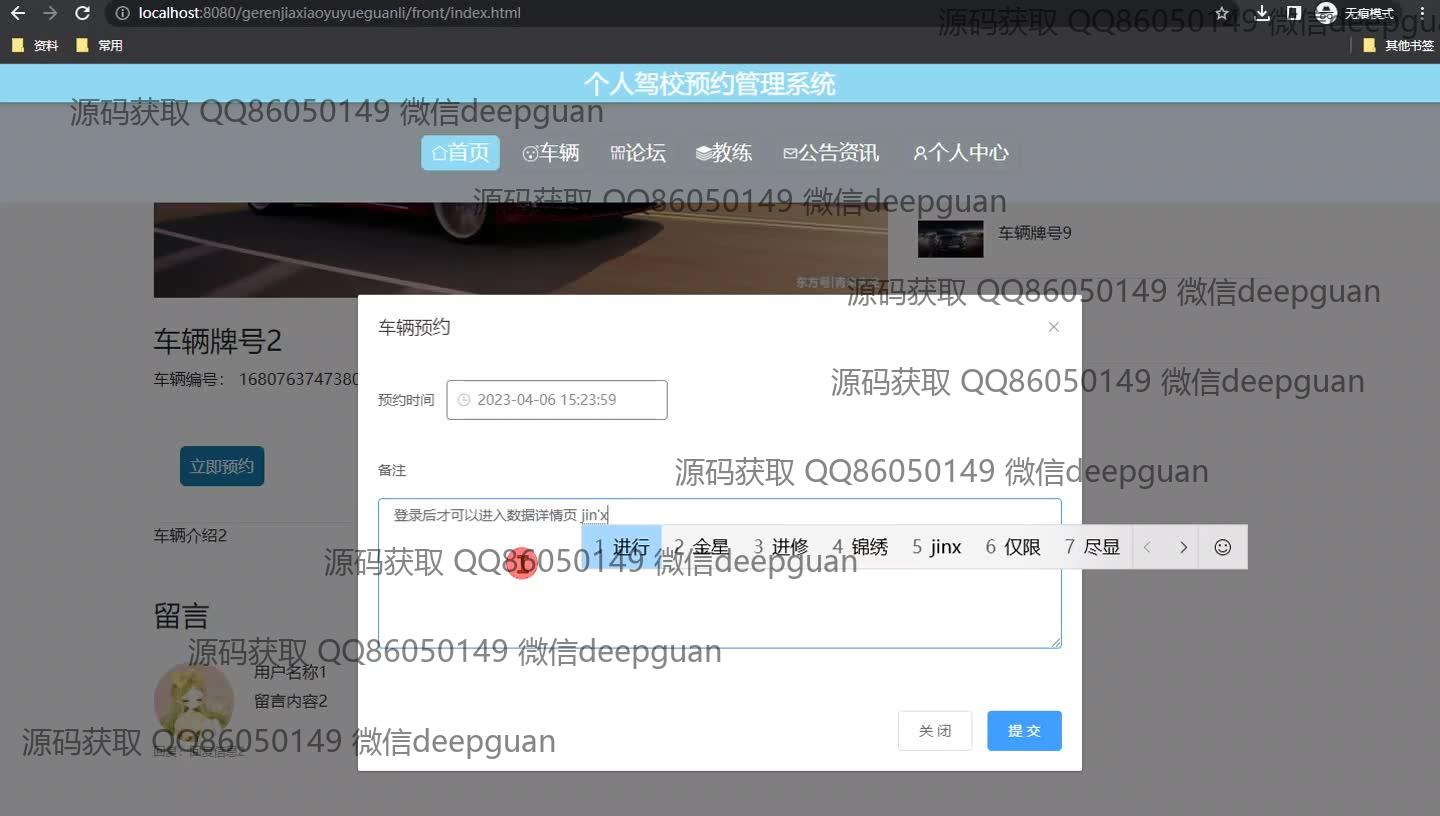 localhost:8080/gerenjiaxiaoyuyueguanli/front/index.html
无痕模式
资料 常用 其他书签
个人驾校预约管理系统
首页 车辆 论坛 教练 公告资讯 个人中心
车辆牌号9
车辆牌号2
车辆编号： 1680763747380
立即预约
车辆介绍2
留言
用户名称1
留言内容2
回复：回复信息2
车辆预约
预约时间 2023-04-06 15:23:59
备注
登录后才可以进入数据详情页 jin'x
1 进行 2 金星 3 进修 4 锦绣 5 jinx 6 仅限 7 尽显
关闭 提交
源码获取 QQ86050149 微信deepgua
源码获取 QQ86050149 微信deepguan
源码获取 QQ86050149 微信deepguan
源码获取 QQ86050149 微信deepguan
源码获取 QQ86050149 微信deepguan
源码获取 QQ86050149 微信deepguan
源码获取 QQ86050149 微信deepguan
源码获取 QQ86050149 微信deepguan
源码获取 QQ86050149 微信deepguan